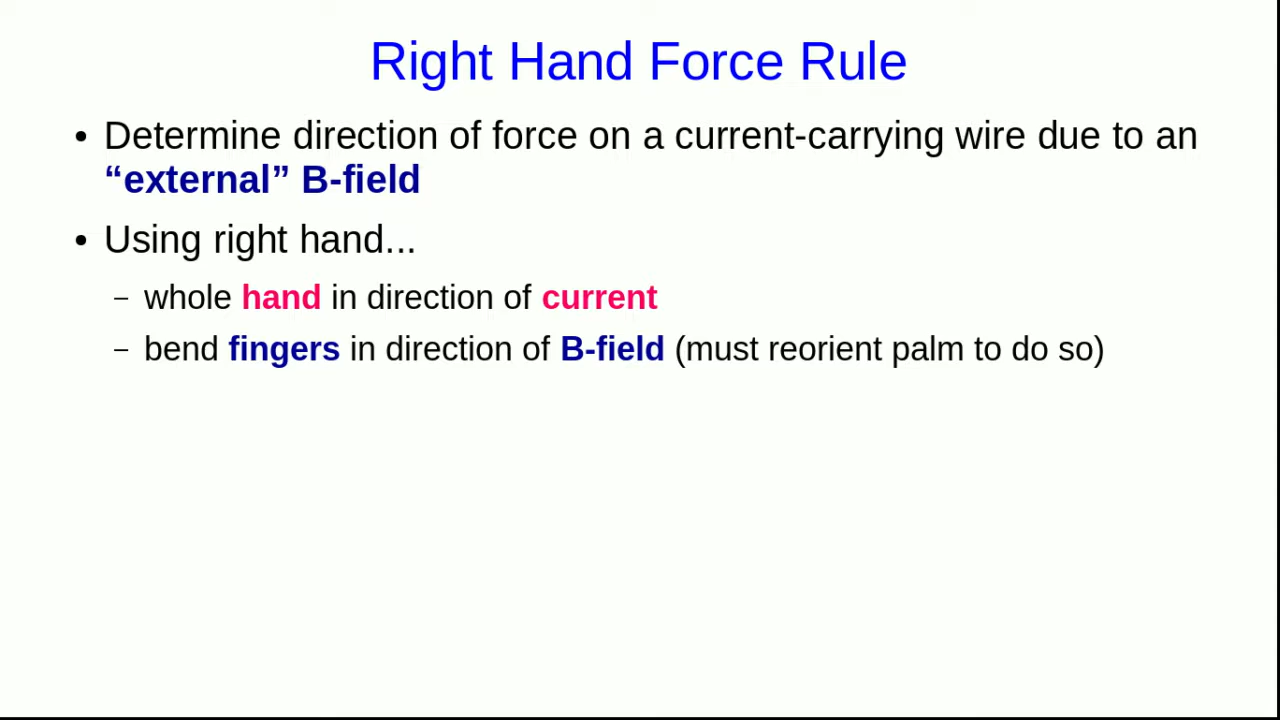 Right Hand Force Rule
• Determine direction of force on a current-carrying wire due to an
“external” B-field
• Using right hand...
– whole hand in direction of current
– bend fingers in direction of B-field (must reorient palm to do so)